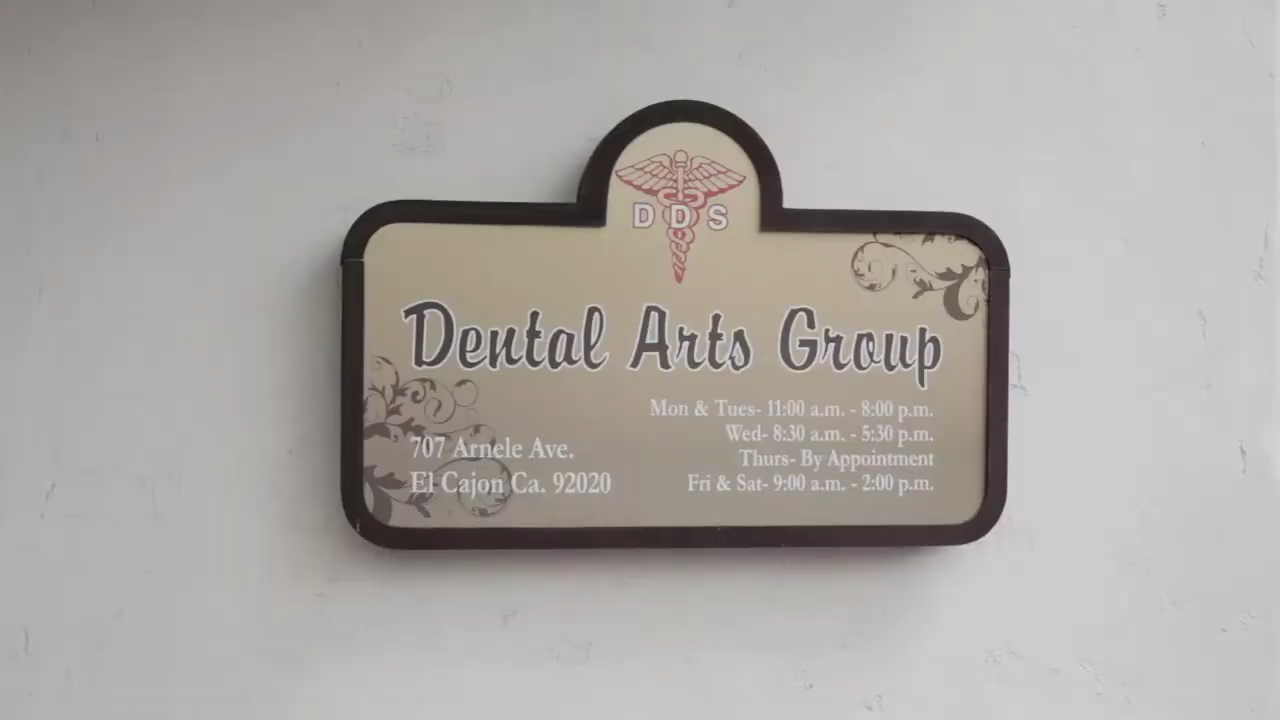 DDS
Dental Arts Group
Mon & Tues- 11:00 a.m. - 8:00 p.m.
Wed- 8:30 a.m. - 5:30 p.m.
Thurs- By Appointment
Fri & Sat- 9:00 a.m. - 2:00 p.m.
707 Arnele Ave.
El Cajon Ca. 92020